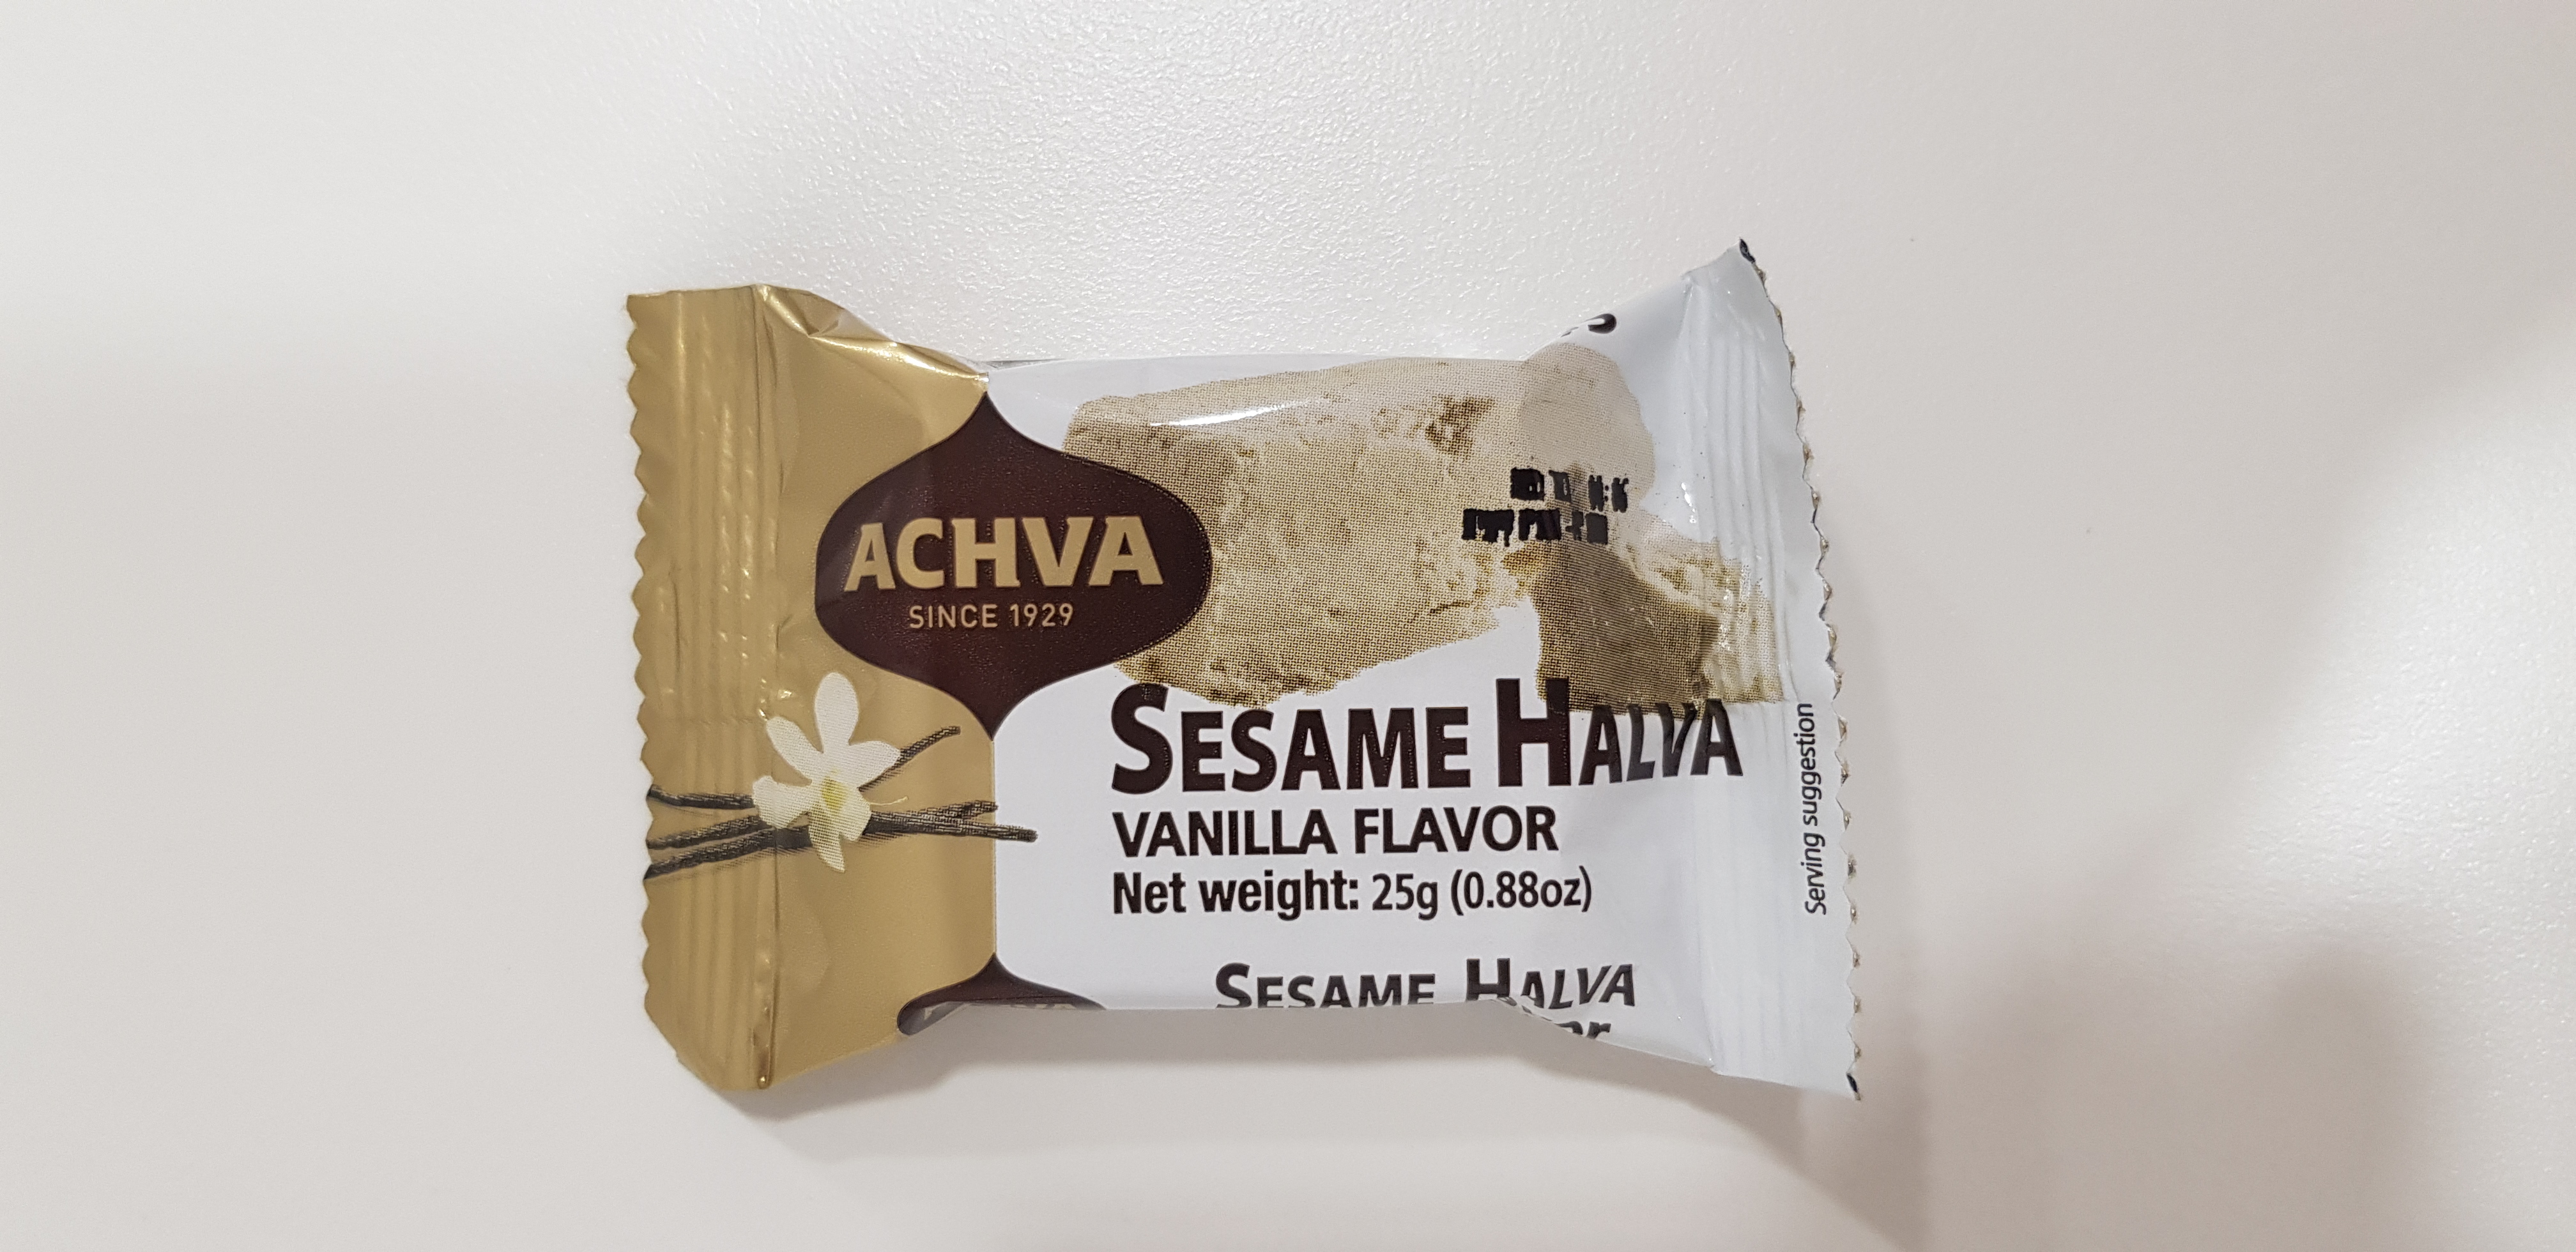 ACHVA
SINCE 1929
SESAME HALVA
VANILLA FLAVOR
Net weight: 25g (0.88oz)
Serving suggestion
SESAME HALVA